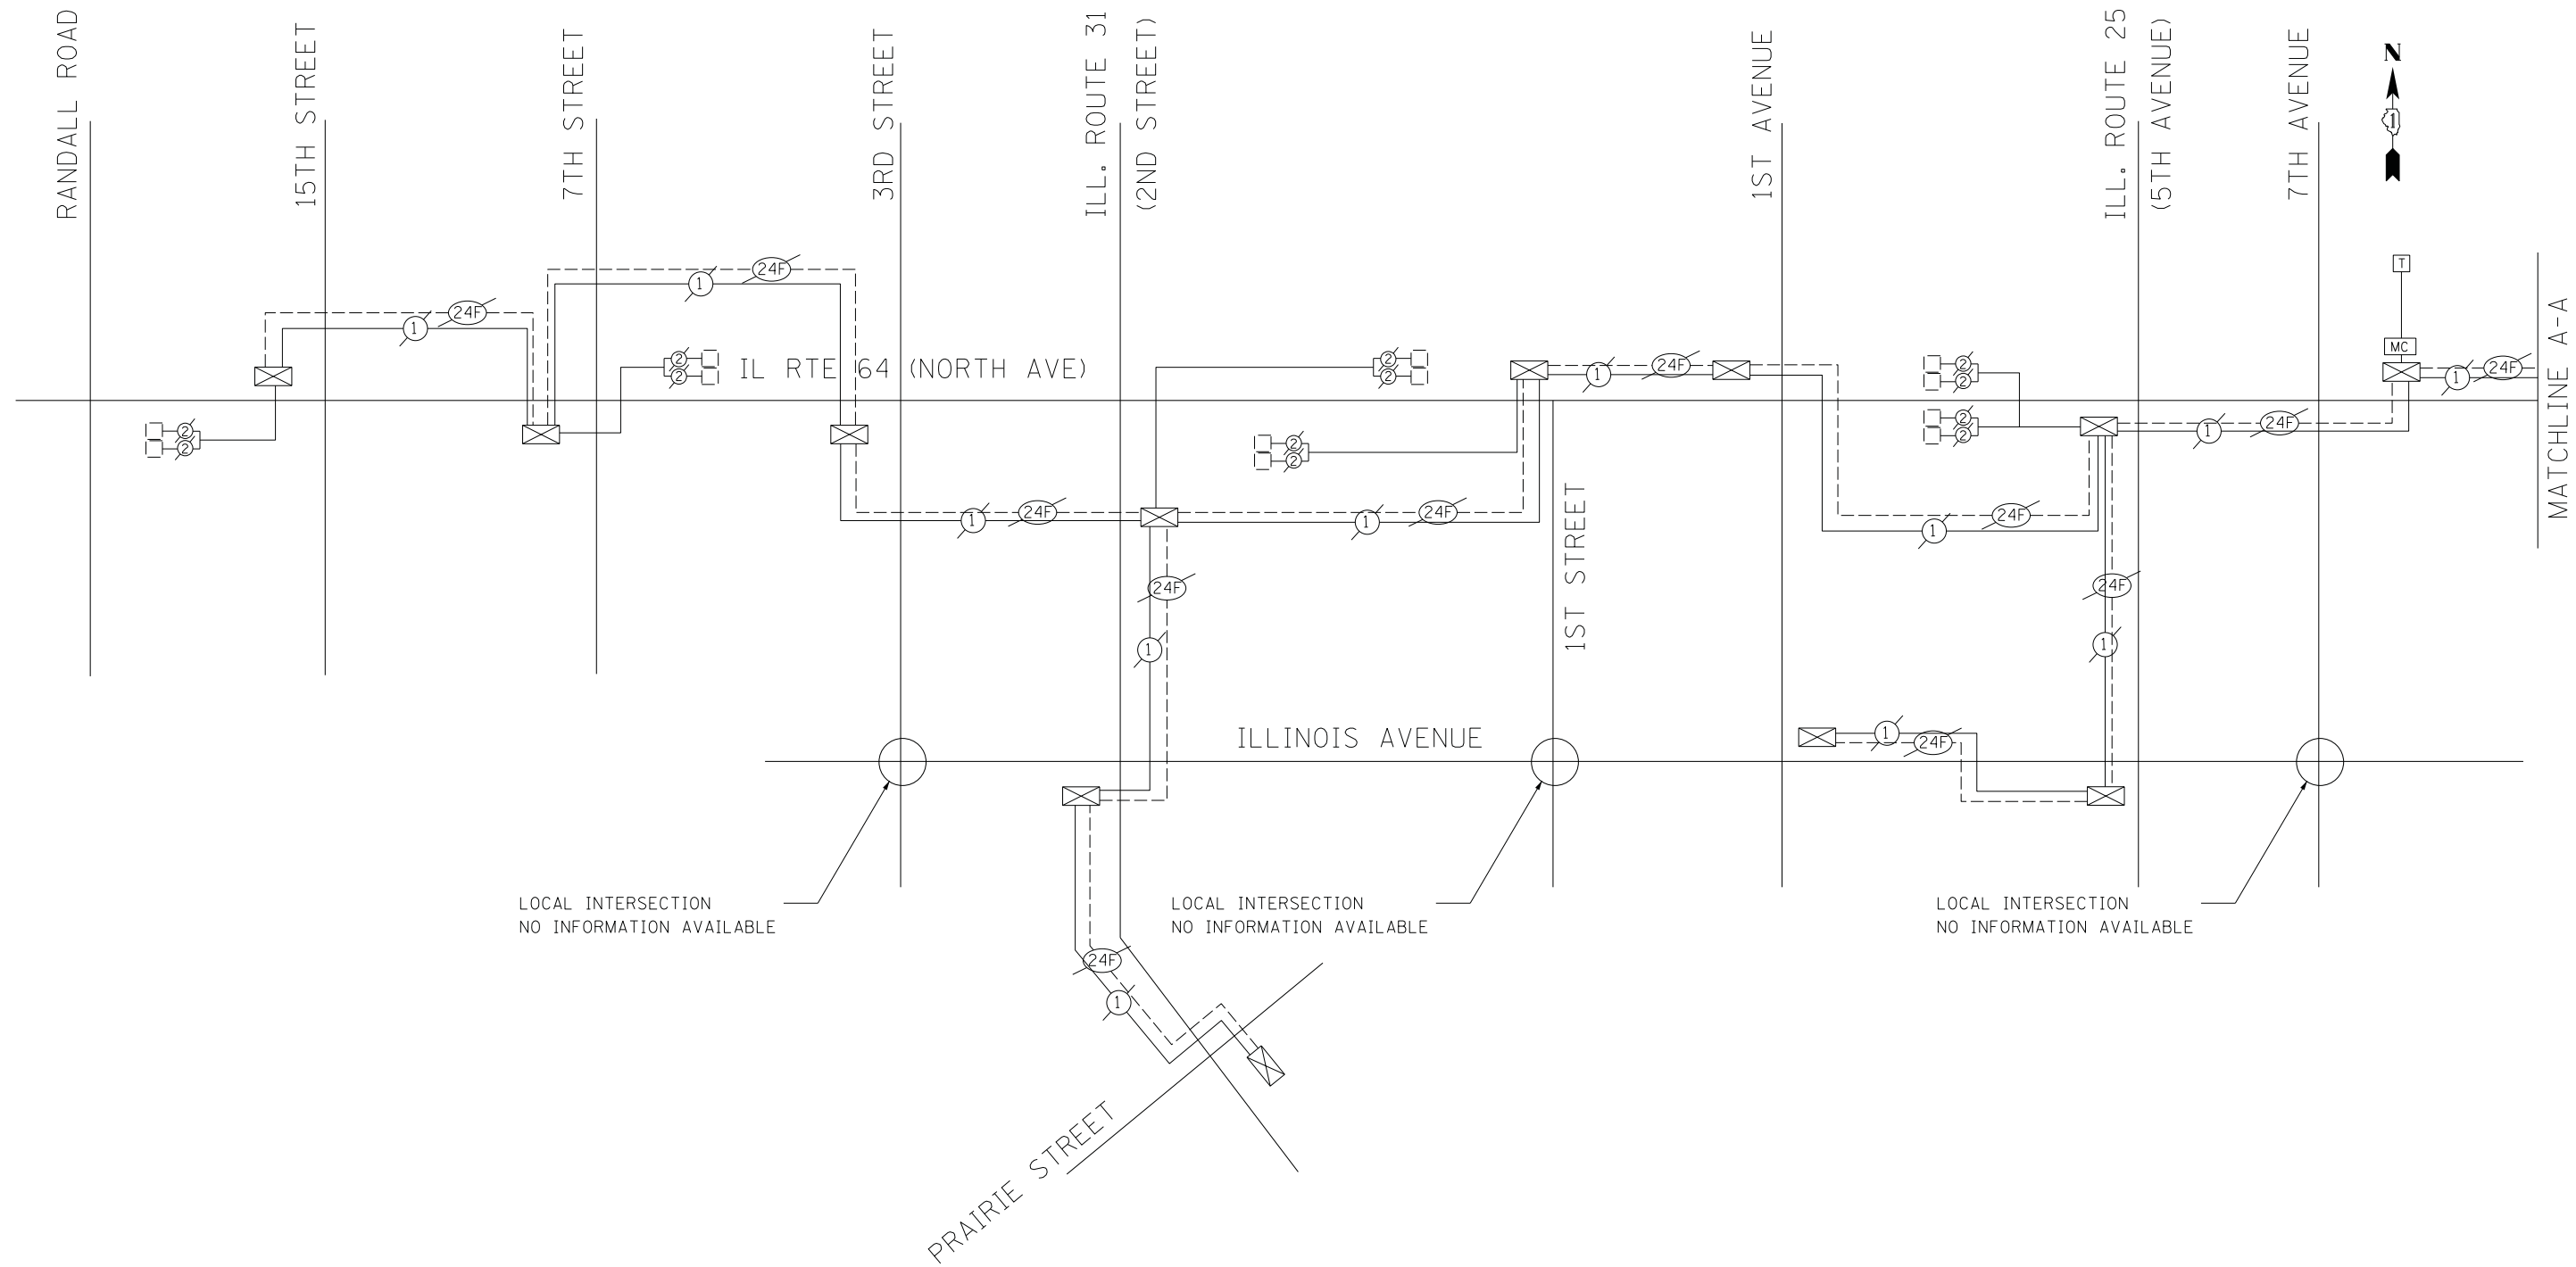 RANDALL ROAD
15TH STREET
7TH STREET
3RD STREET
ILL. ROUTE 31
(2ND STREET)
1ST AVENUE
ILL. ROUTE 25
(5TH AVENUE)
7TH AVENUE
N
1
T
24F
1
24F
1
MC
MATCHLINE A-A
2
2
IL RTE 64 (NORTH AVE)
2
2
1
24F
2
2
1
24F
2
2
2
2
2
2
1
24F
1
24F
1
24F
1
24F
1ST STREET
24F
1
24F
1
ILLINOIS AVENUE
1
24F
LOCAL INTERSECTION
NO INFORMATION AVAILABLE
LOCAL INTERSECTION
NO INFORMATION AVAILABLE
LOCAL INTERSECTION
NO INFORMATION AVAILABLE
24F
1
PRAIRIE STREET